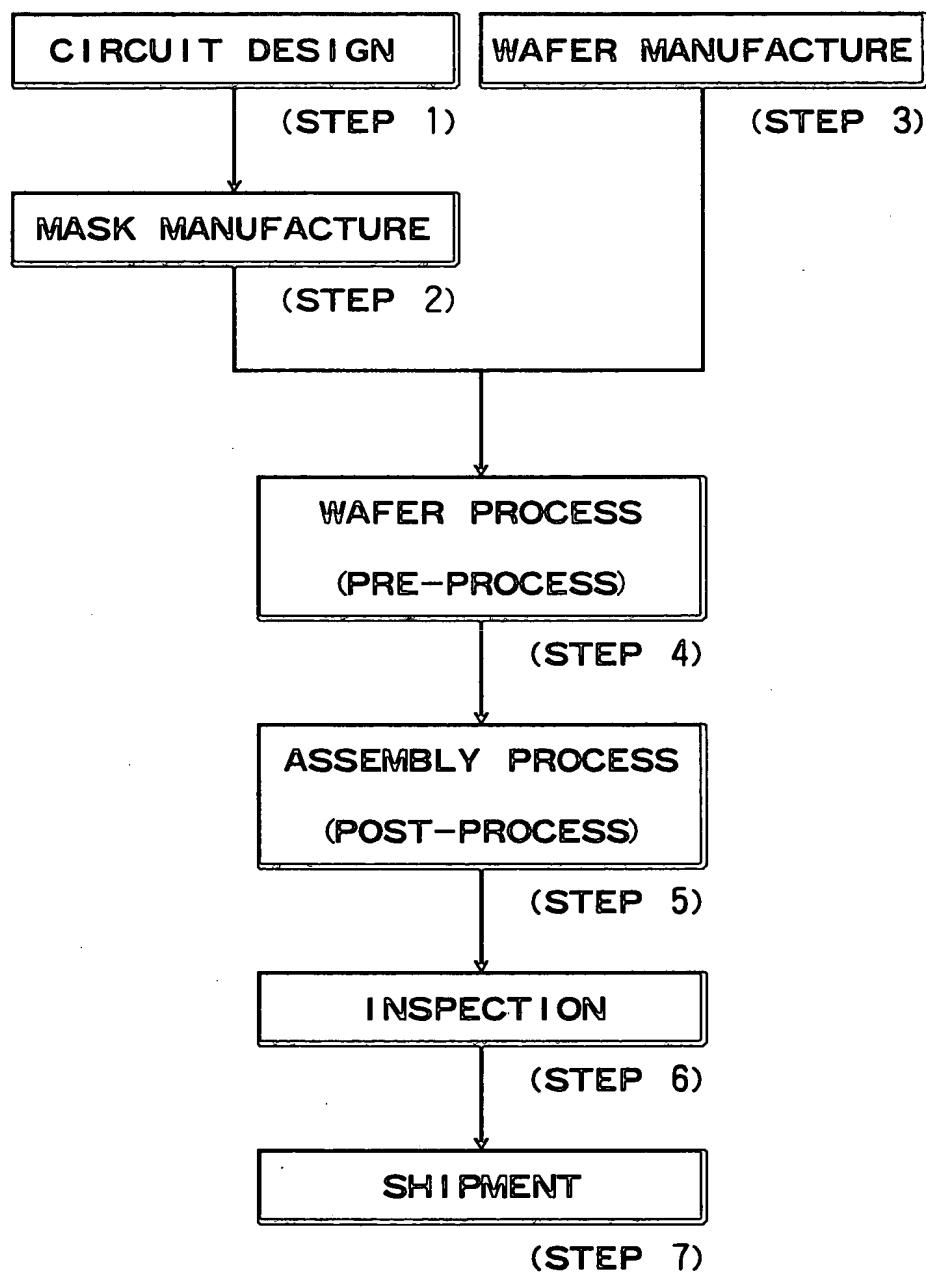 CIRCUIT DESIGN
(STEP 1)
WAFER MANUFACTURE
(STEP 3)
MASK MANUFACTURE
(STEP 2)
WAFER PROCESS
(PRE-PROCESS)
(STEP 4)
ASSEMBLY PROCESS
(POST-PROCESS)
(STEP 5)
INSPECTION
(STEP 6)
SHIPMENT
(STEP 7)